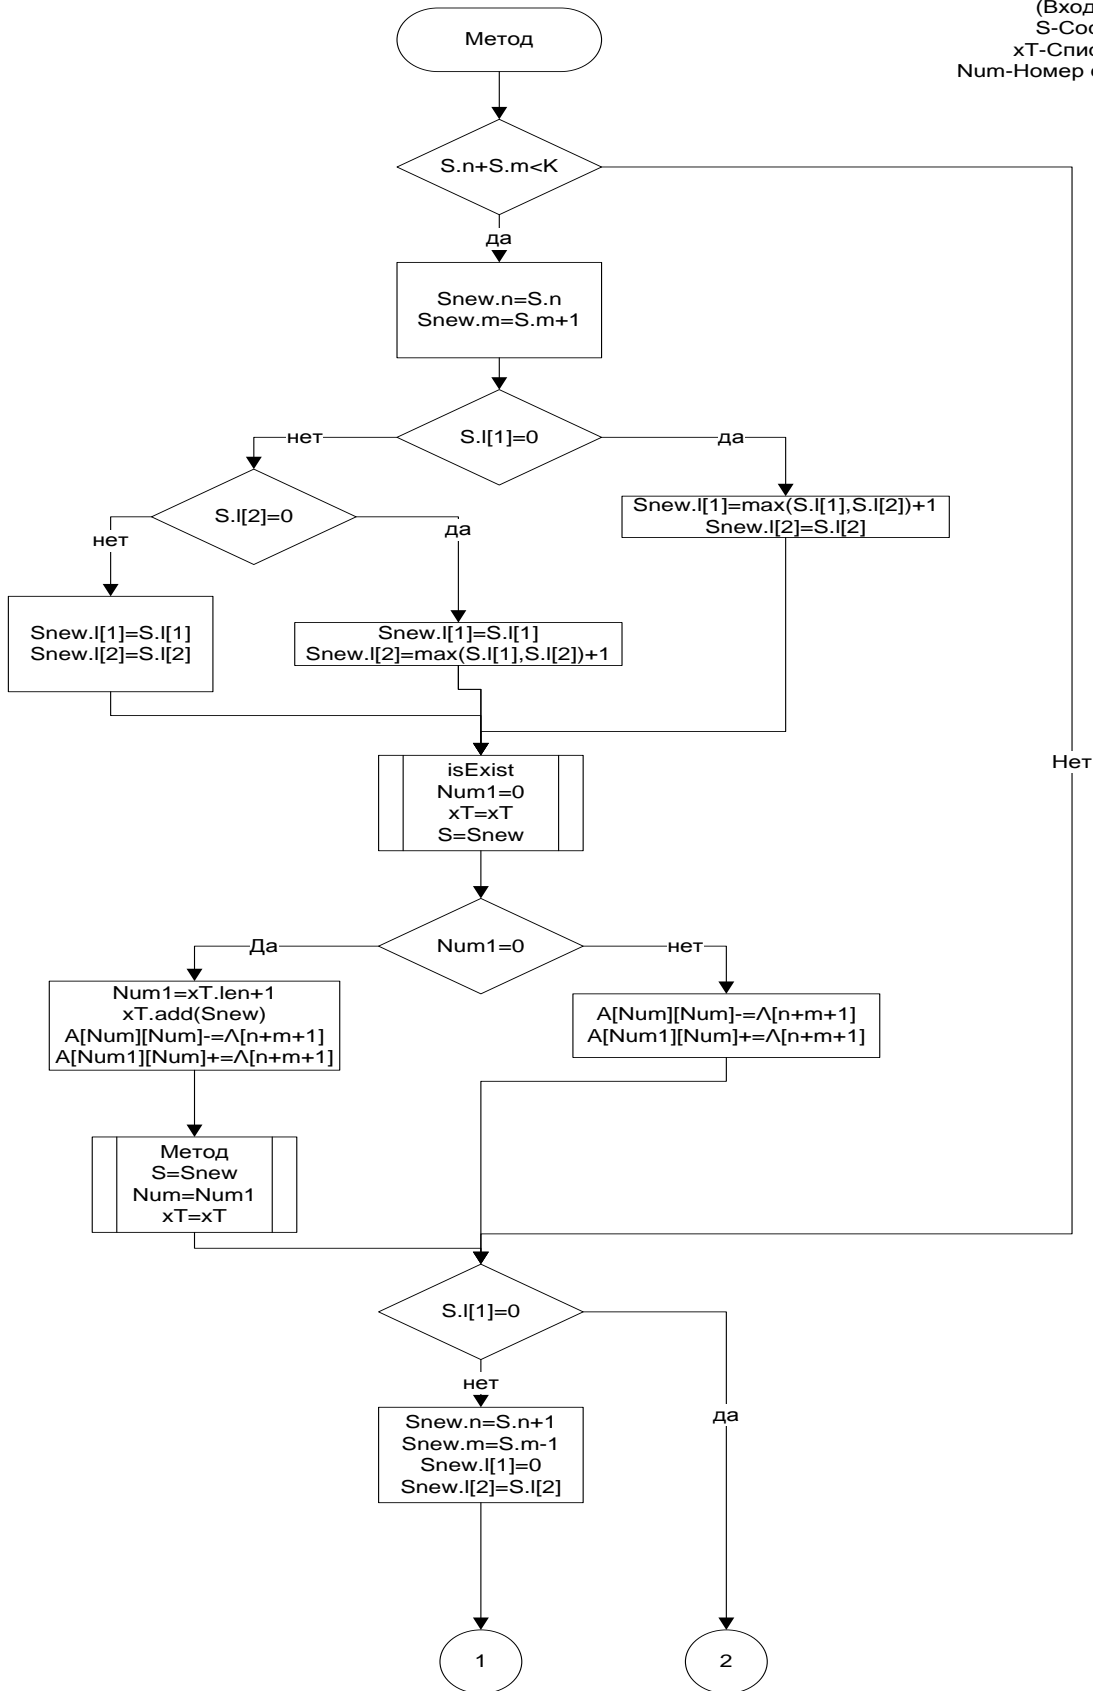 (Вход
S-Сос
xT-Спис
Num-Номер
Метод
S.n+S.m<K
да
Snew.n=S.n
Snew.m=S.m+1
S.l[1]=0
нет
да
S.l[2]=0
нет
да
Snew.l[1]=max(S.l[1],S.l[2])+1
Snew.l[2]=S.l[2]
Snew.l[1]=S.l[1]
Snew.l[2]=S.l[2]
Snew.l[1]=S.l[1]
Snew.l[2]=max(S.l[1],S.l[2])+1
Нет
isExist
Num1=0
xT=xT
S=Snew
Num1=0
Да
нет
Num1=xT.len+1
xT.add(Snew)
A[Num][Num]-=Λ[n+m+1]
A[Num1][Num]+=Λ[n+m+1]
A[Num][Num]-=Λ[n+m+1]
A[Num1][Num]+=Λ[n+m+1]
Метод
S=Snew
Num=Num1
xT=xT
S.l[1]=0
нет
да
Snew.n=S.n+1
Snew.m=S.m-1
Snew.l[1]=0
Snew.l[2]=S.l[2]
1
2